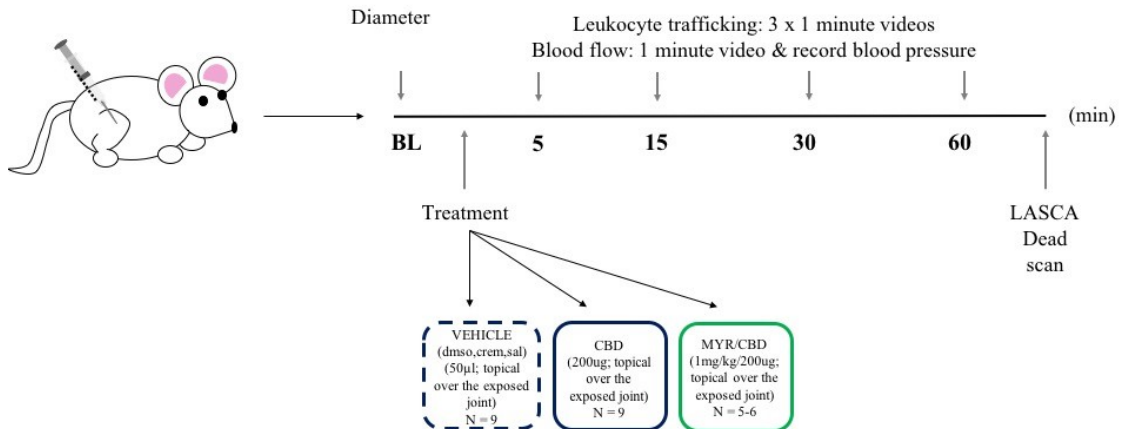 Diameter
Leukocyte trafficking: 3 x 1 minute videos
Blood flow: 1 minute video & record blood pressure
(min)
BL 5 15 30 60
Treatment
LASCA
Dead
scan
VEHICLE
(dmso,crem,sal)
(50µl; topical
over the exposed
joint)
N = 9
CBD
(200ug; topical
over the
exposed joint)
N = 9
MYR/CBD
(1mg/kg/200ug;
topical over the
exposed joint)
N = 5-6